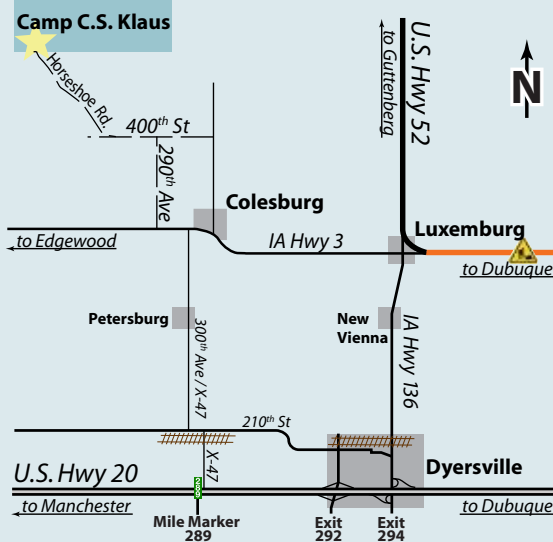 Camp C.S. Klaus
Horseshoe Rd.
400th St
290th Ave
to Guttenberg
U.S. Hwy 52
N
Colesburg
Luxemburg
to Edgewood
IA Hwy 3
to Dubuque
Petersburg
300th Ave / X-47
New
Vienna
IA Hwy 136
210th St
X-47
U.S. Hwy 20
Dyersville
to Manchester
to Dubuque
Mile Marker
289
Exit
292
Exit
294